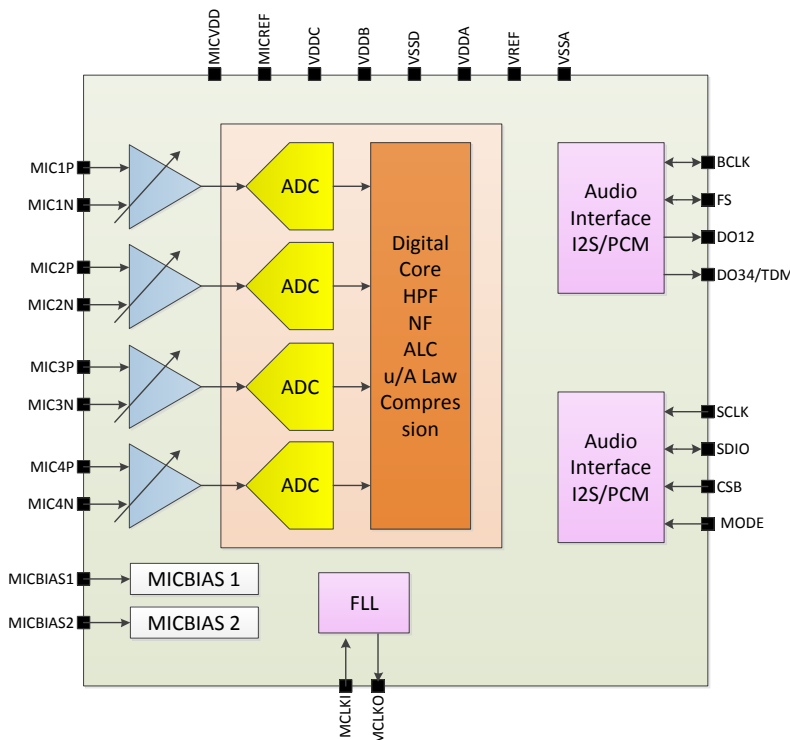 MICVDD
MICREF
VDDC
VDDB
VSSD
VDDA
VREF
VSSA
MIC1P
MIC1N
MIC2P
MIC2N
MIC3P
MIC3N
MIC4P
MIC4N
MICBIAS1
MICBIAS2
ADC
ADC
ADC
ADC
Digital
Core
HPF
NF
ALC
u/A Law
Compres
sion
Audio
Interface
I2S/PCM
BCLK
FS
DO12
DO34/TDM
Audio
Interface
I2S/PCM
SCLK
SDIO
CSB
MODE
MICBIAS 1
MICBIAS 2
FLL
MCLKI
MCLKO